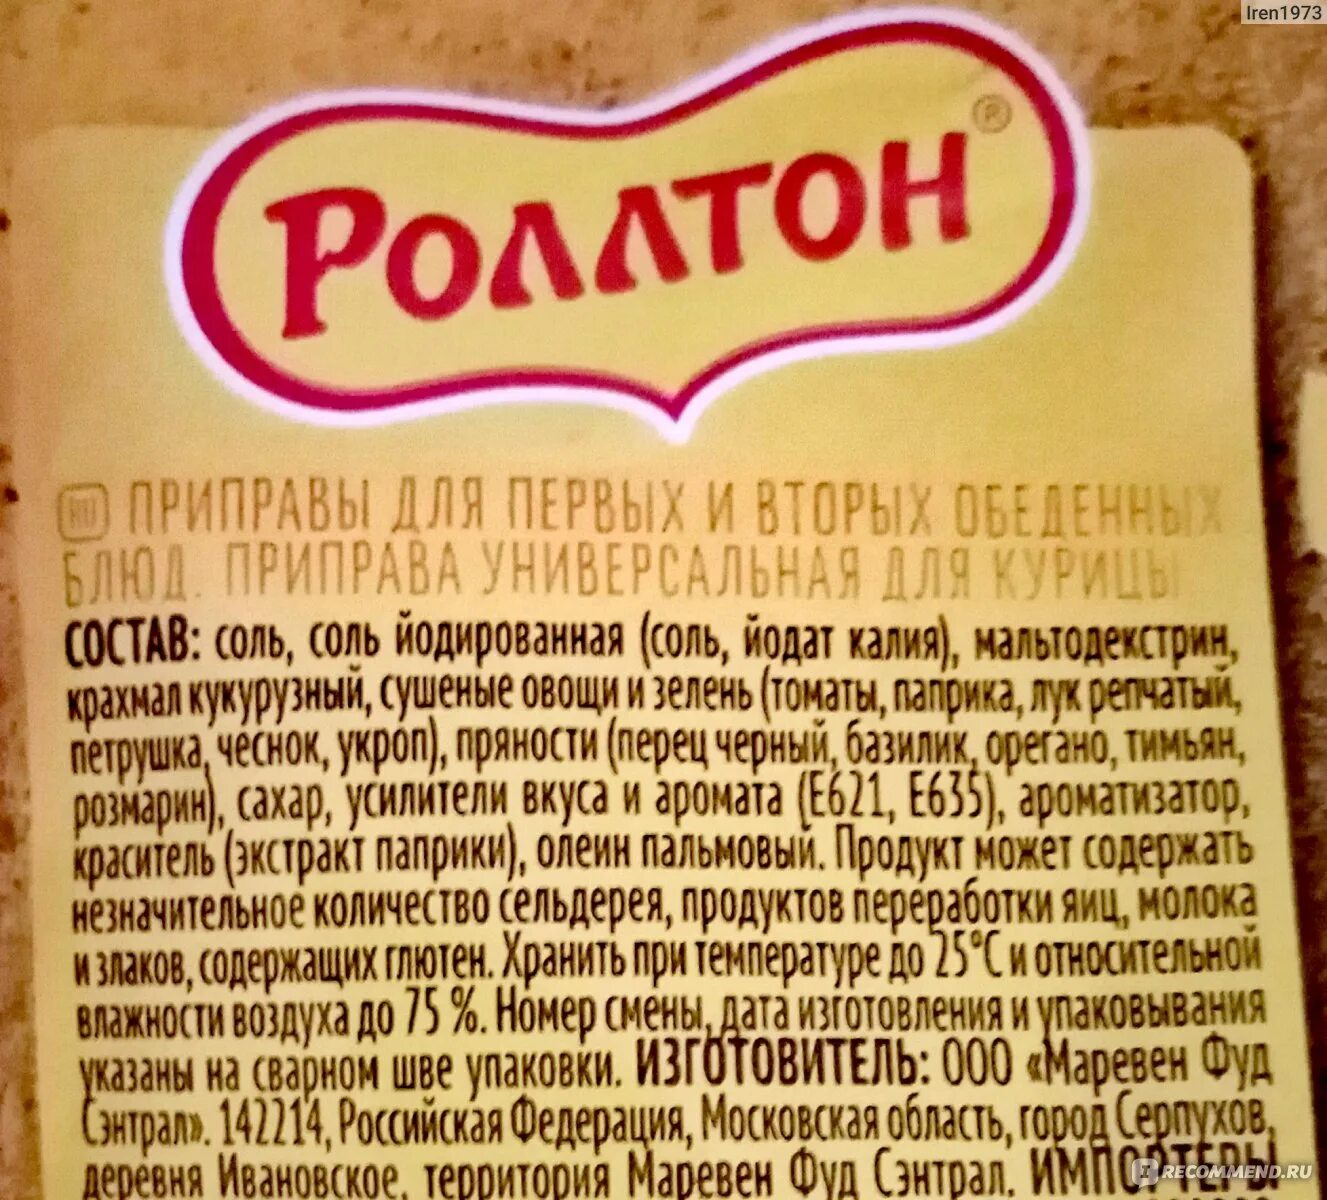 Iren1973
Роллтон ®
RU ПРИПРАВЫ ДЛЯ ПЕРВЫХ И ВТОРЫХ ОБЕДЕННЫХ
БЛЮД. ПРИПРАВА УНИВЕРСАЛЬНАЯ ДЛЯ КУРИЦЫ
СОСТАВ: соль, соль йодированная (соль, йодат калия), мальтодекстрин,
крахмал кукурузный, сушеные овощи и зелень (томаты, паприка, лук репчатый,
петрушка, чеснок, укроп), пряности (перец черный, базилик, орегано, тимьян,
розмарин), сахар, усилители вкуса и аромата (Е621, Е635), ароматизатор,
краситель (экстракт паприки), олеин пальмовый. Продукт может содержать
незначительное количество сельдерея, продуктов переработки яиц, молока
и злаков, содержащих глютен. Хранить при температуре до 25°С и относительной
влажности воздуха до 75 %. Номер смены, дата изготовления и упаковывания
указаны на сварном шве упаковки. ИЗГОТОВИТЕЛЬ: ООО «Маревен Фуд
Сэнтрал». 142214, Российская Федерация, Московская область, город Серпухов,
деревня Ивановское, территория Маревен Фуд Сэнтрал. ИМПОРТЕРЫ
RECOMMEND.RU